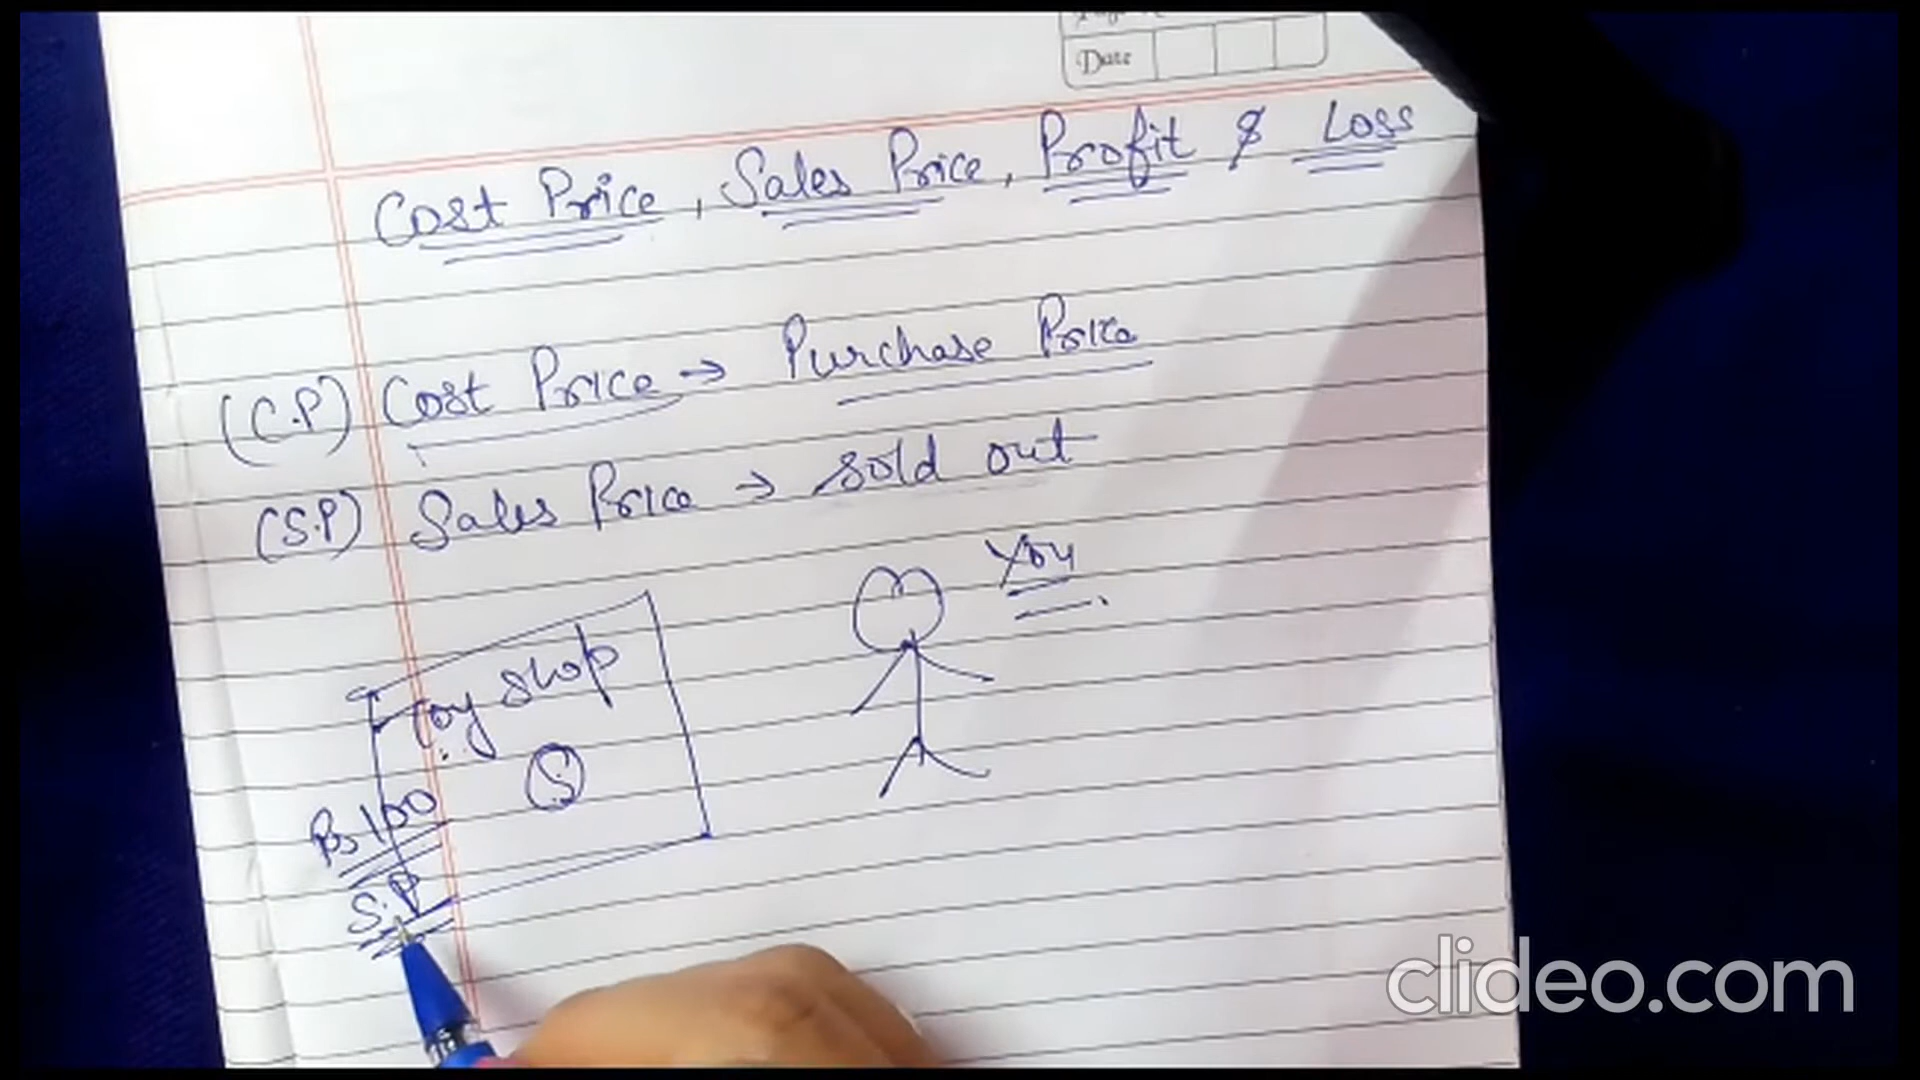 Date
Cost Price, Sales Price, Profit & Loss
(C.P) Cost Price → Purchase Price
(S.P) Sales Price → sold out
You
Toy shop
S
Rs 100
S.P
clideo.com